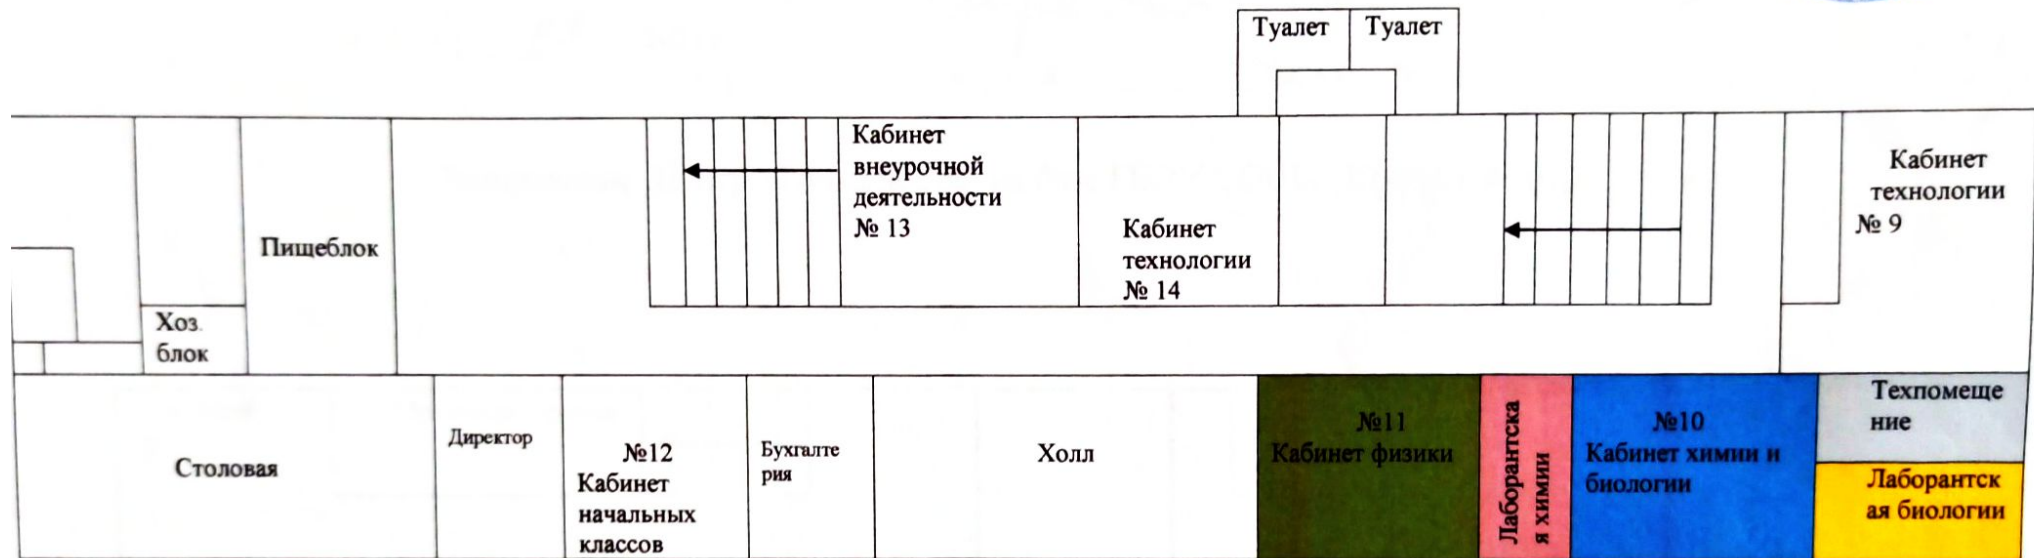 Туалет
Туалет
Кабинет
внеурочной
деятельности
№ 13
Кабинет
технологии
№ 14
Кабинет
технологии
№ 9
Пищеблок
Хоз.
блок
Столовая
Директор
№12
Кабинет
начальных
классов
Бухгалте
рия
Холл
№11
Кабинет физики
Лаборантска
я химии
№10
Кабинет химии и
биологии
Техпомеще
ние
Лаборантск
ая биологии